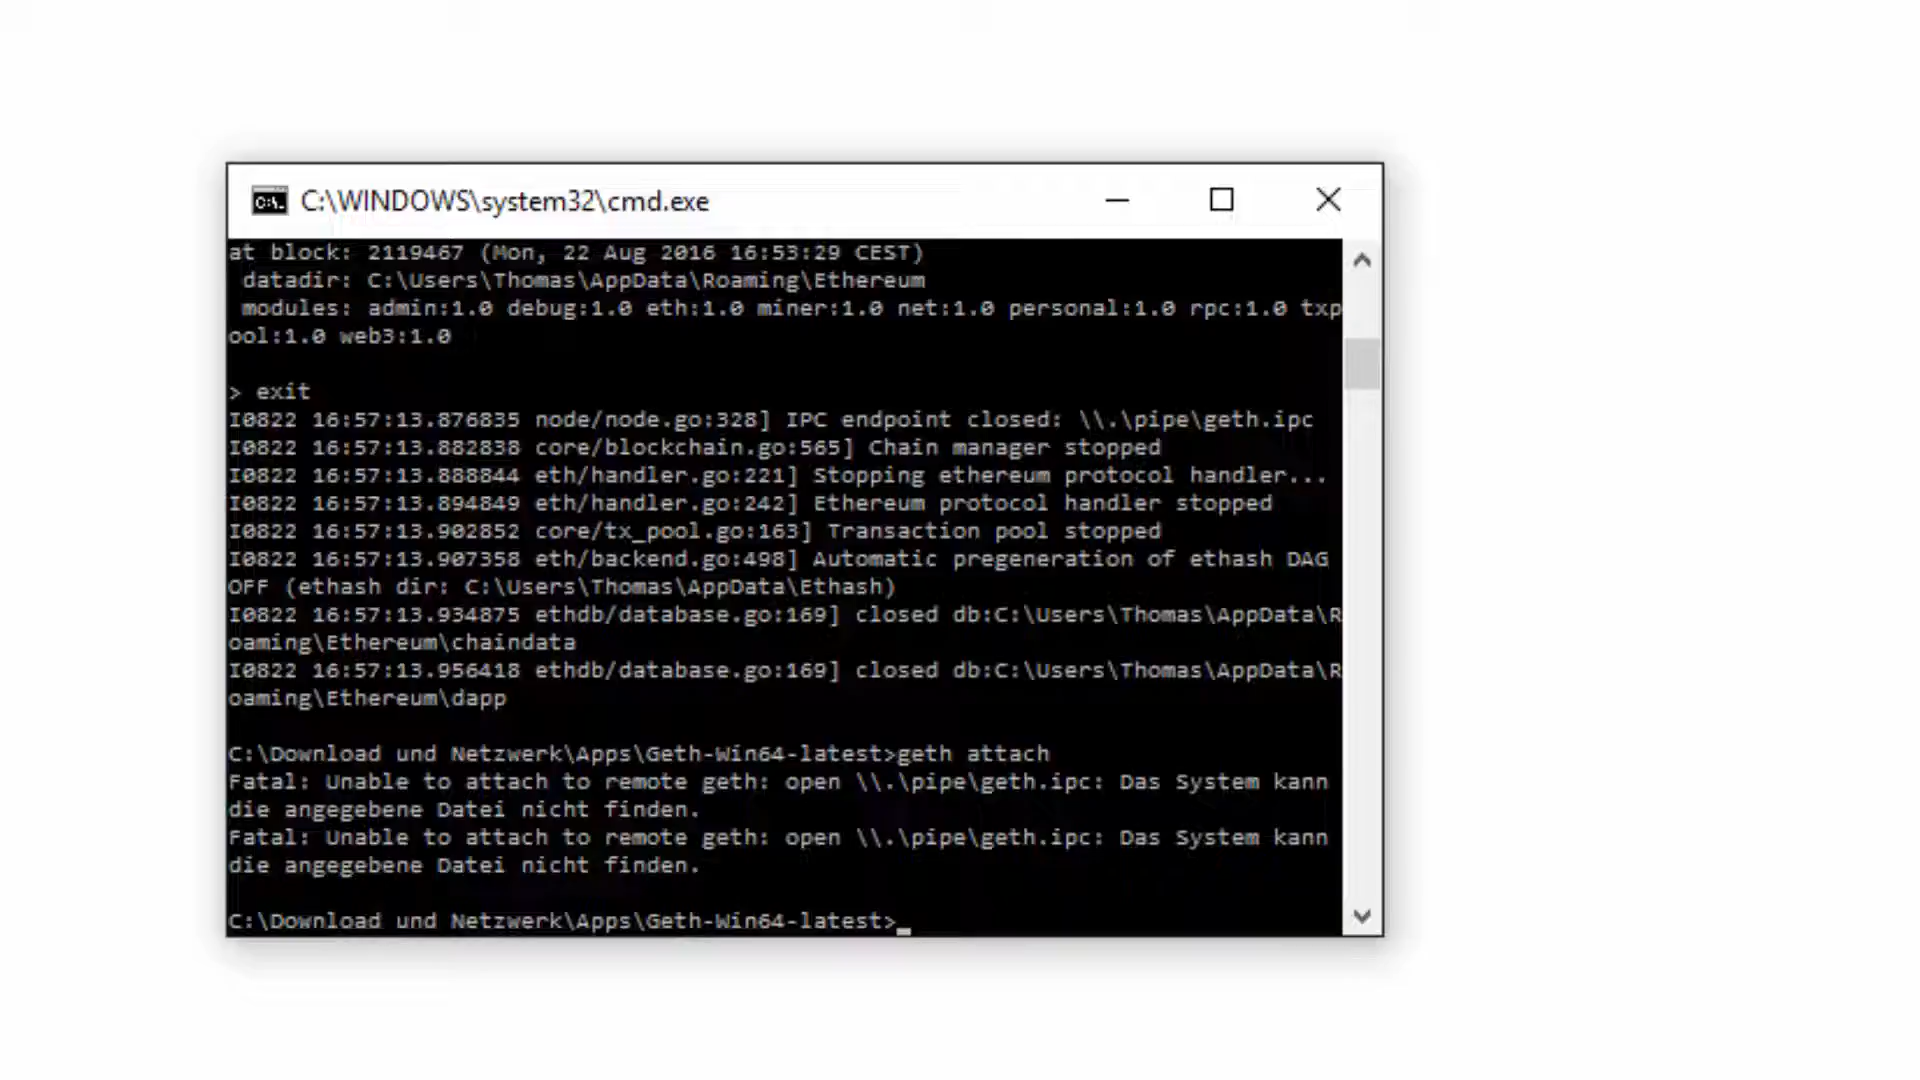 C:\WINDOWS\system32\cmd.exe
at block: 2119467 (Mon, 22 Aug 2016 16:53:29 CEST)
datadir: C:\Users\Thomas\AppData\Roaming\Ethereum
modules: admin:1.0 debug:1.0 eth:1.0 miner:1.0 net:1.0 personal:1.0 rpc:1.0 txp
ool:1.0 web3:1.0
> exit
I0822 16:57:13.876835 node/node.go:328] IPC endpoint closed: \\.\pipe\geth.ipc
I0822 16:57:13.882838 core/blockchain.go:565] Chain manager stopped
I0822 16:57:13.888844 eth/handler.go:221] Stopping ethereum protocol handler...
I0822 16:57:13.894849 eth/handler.go:242] Ethereum protocol handler stopped
I0822 16:57:13.902852 core/tx_pool.go:163] Transaction pool stopped
I0822 16:57:13.907358 eth/backend.go:498] Automatic pregeneration of ethash DAG
OFF (ethash dir: C:\Users\Thomas\AppData\Ethash)
I0822 16:57:13.934875 ethdb/database.go:169] closed db:C:\Users\Thomas\AppData\R
oaming\Ethereum\chaindata
I0822 16:57:13.956418 ethdb/database.go:169] closed db:C:\Users\Thomas\AppData\R
oaming\Ethereum\dapp
C:\Download und Netzwerk\Apps\Geth-Win64-latest>geth attach
Fatal: Unable to attach to remote geth: open \\.\pipe\geth.ipc: Das System kann
die angegebene Datei nicht finden.
Fatal: Unable to attach to remote geth: open \\.\pipe\geth.ipc: Das System kann
die angegebene Datei nicht finden.
C:\Download und Netzwerk\Apps\Geth-Win64-latest>